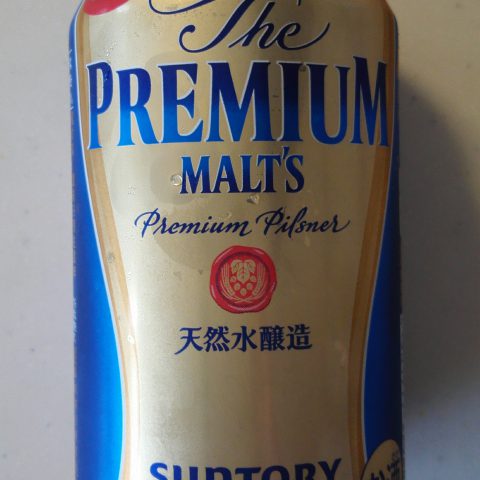 The
PREMIUM
MALT'S
Premium Pilsner
天然水醸造
SUNTORY